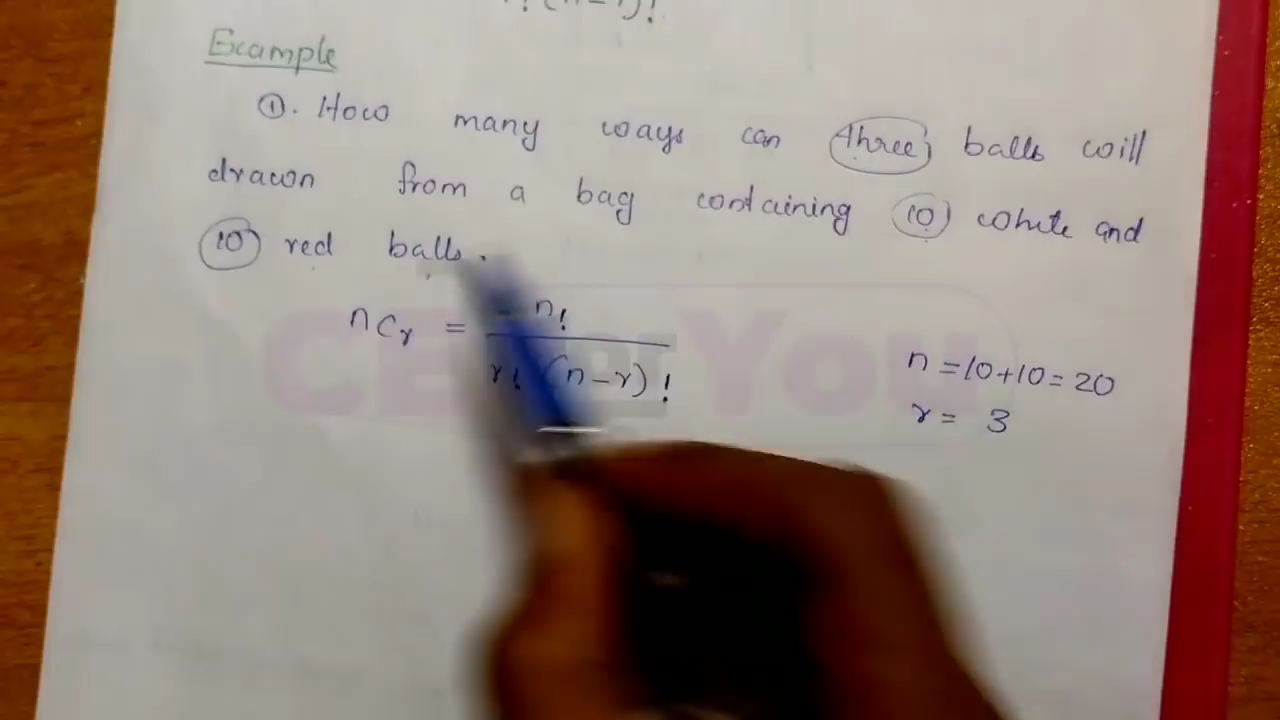 r!(n-r)!
Example
①. How many ways can three balls will
drawn from a bag containing 10 white and
10 red balls.
nCr = n!
r! (n-r)!
n = 10+10 = 20
r = 3